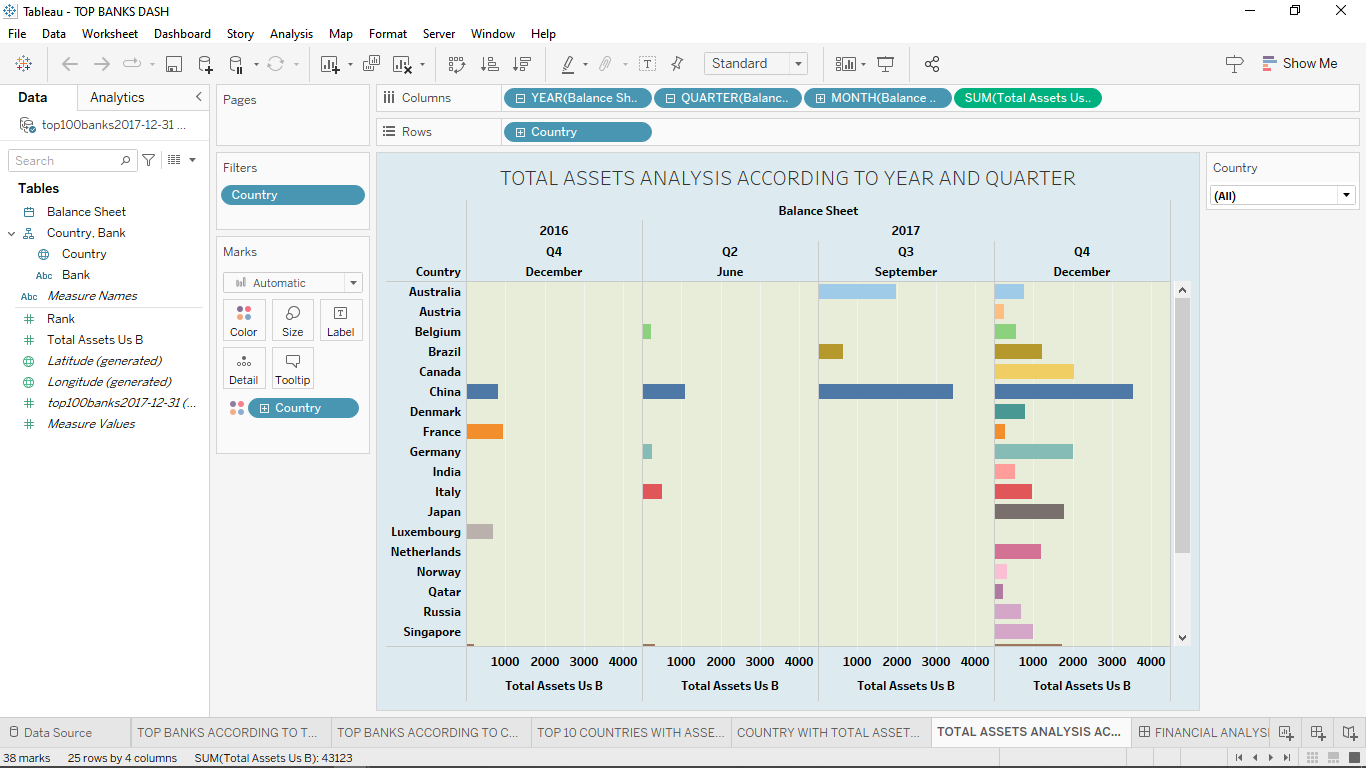 Tableau - TOP BANKS DASH
File Data Worksheet Dashboard Story Analysis Map Format Server Window Help
Standard
Show Me
Data Analytics
top100banks2017-12-31 ...
Search
Tables
Balance Sheet
Country, Bank
Country
Abc Bank
Abc Measure Names
Rank
Total Assets Us B
Latitude (generated)
Longitude (generated)
top100banks2017-12-31 (...
Measure Values
Pages
Filters
Country
Marks
Automatic
Color Size Label
Detail Tooltip
Country
Columns YEAR(Balance Sh.. QUARTER(Balanc.. MONTH(Balance .. SUM(Total Assets Us..
Rows Country
TOTAL ASSETS ANALYSIS ACCORDING TO YEAR AND QUARTER
Balance Sheet
2016 2017
Q4 Q2 Q3 Q4
Country December June September December
Australia
Austria
Belgium
Brazil
Canada
China
Denmark
France
Germany
India
Italy
Japan
Luxembourg
Netherlands
Norway
Qatar
Russia
Singapore
1000 2000 3000 4000 1000 2000 3000 4000 1000 2000 3000 4000 1000 2000 3000 4000
Total Assets Us B Total Assets Us B Total Assets Us B Total Assets Us B
Country
(All)
Data Source TOP BANKS ACCORDING TO T... TOP BANKS ACCORDING TO C... TOP 10 COUNTRIES WITH ASSE... COUNTRY WITH TOTAL ASSET... TOTAL ASSETS ANALYSIS AC... FINANCIAL ANALYSI
38 marks 25 rows by 4 columns SUM(Total Assets Us B): 43123